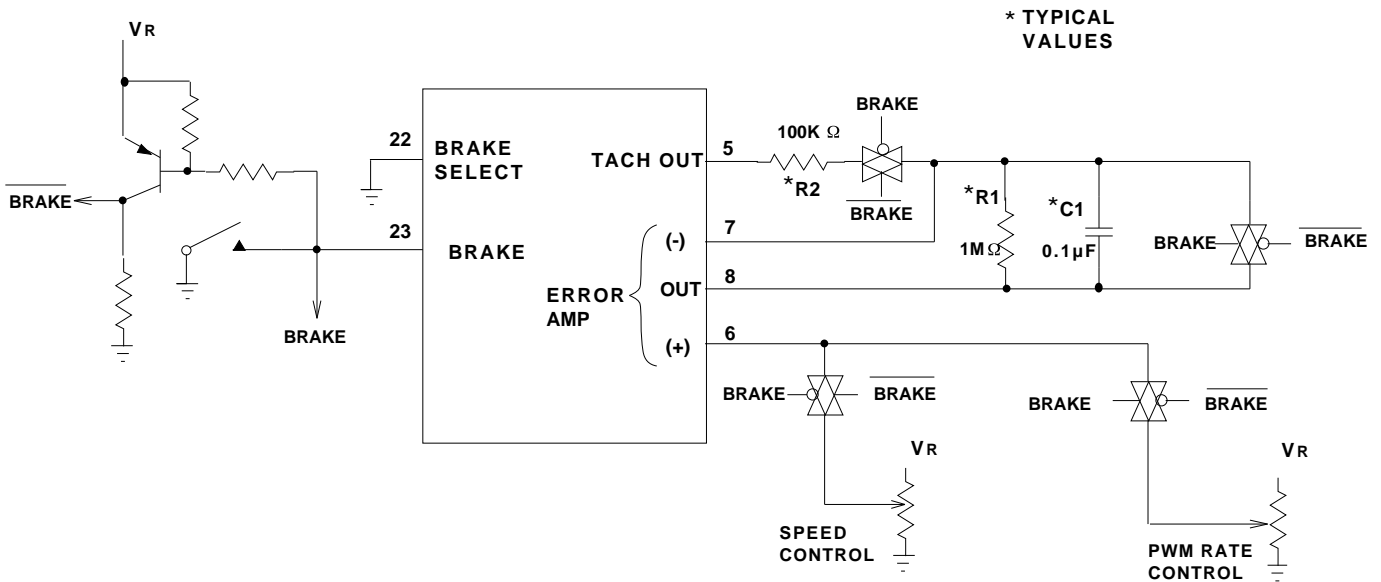 * TYPICAL
VALUES
VR
BRAKE
22
BRAKE
SELECT
23
BRAKE
BRAKE
TACH OUT
5
100K Ω
*R2
BRAKE
BRAKE
7
(-)
8
OUT
ERROR
AMP
(+)
6
*R1
1MΩ
*C1
0.1µF
BRAKE
BRAKE
BRAKE
BRAKE
BRAKE
BRAKE
VR
SPEED
CONTROL
VR
PWM RATE
CONTROL